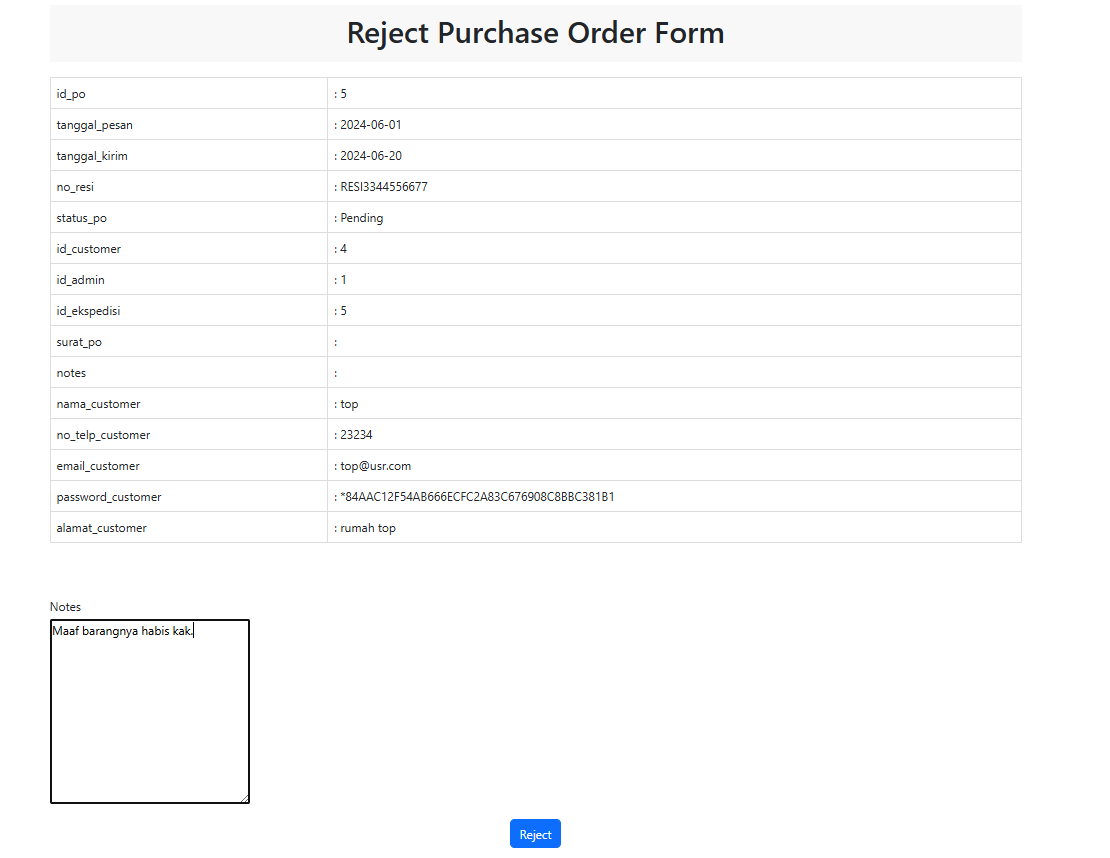 Reject Purchase Order Form
id_po : 5
tanggal_pesan : 2024-06-01
tanggal_kirim : 2024-06-20
no_resi : RESI3344556677
status_po : Pending
id_customer : 4
id_admin : 1
id_ekspedisi : 5
surat_po :
notes :
nama_customer : top
no_telp_customer : 23234
email_customer : top@usr.com
password_customer : *84AAC12F54AB666ECFC2A83C676908C8BBC381B1
alamat_customer : rumah top
Notes
Maaf barangnya habis kak.
Reject